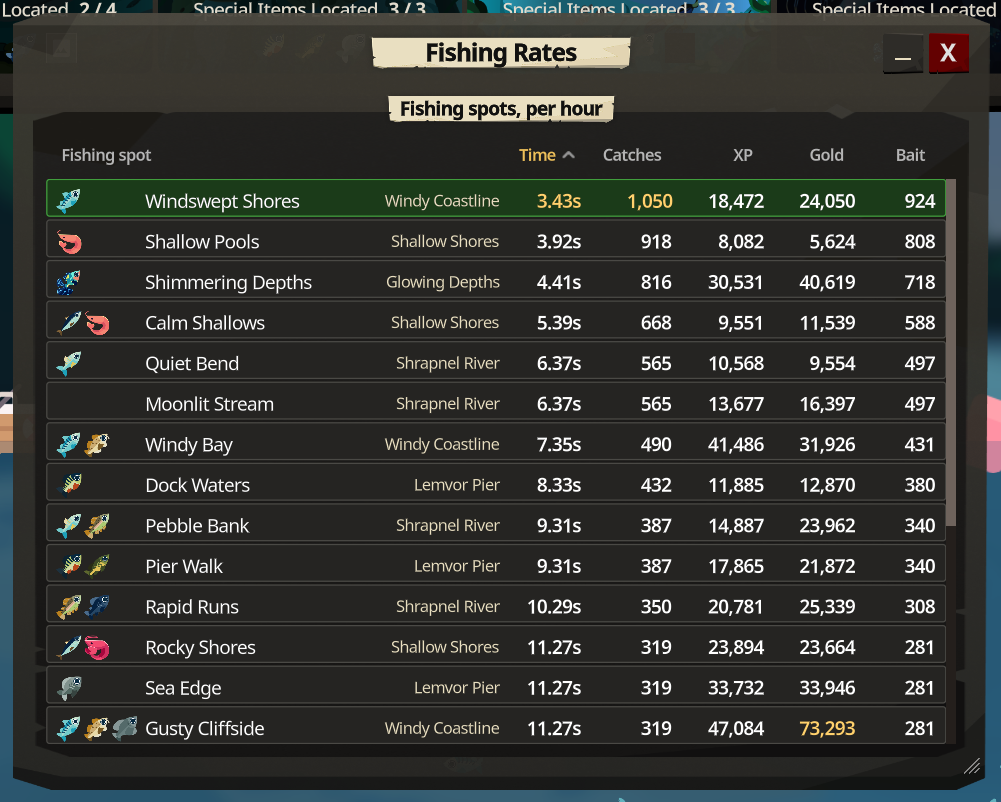 Located 2 / 4 Special Items Located 3 / 3 Special Items Located 3 / 3 Special Items Located
Fishing Rates
X
Fishing spots, per hour
Fishing spot Time Catches XP Gold Bait
Windswept Shores Windy Coastline 3.43s 1,050 18,472 24,050 924
Shallow Pools Shallow Shores 3.92s 918 8,082 5,624 808
Shimmering Depths Glowing Depths 4.41s 816 30,531 40,619 718
Calm Shallows Shallow Shores 5.39s 668 9,551 11,539 588
Quiet Bend Shrapnel River 6.37s 565 10,568 9,554 497
Moonlit Stream Shrapnel River 6.37s 565 13,677 16,397 497
Windy Bay Windy Coastline 7.35s 490 41,486 31,926 431
Dock Waters Lemvor Pier 8.33s 432 11,885 12,870 380
Pebble Bank Shrapnel River 9.31s 387 14,887 23,962 340
Pier Walk Lemvor Pier 9.31s 387 17,865 21,872 340
Rapid Runs Shrapnel River 10.29s 350 20,781 25,339 308
Rocky Shores Shallow Shores 11.27s 319 23,894 23,664 281
Sea Edge Lemvor Pier 11.27s 319 33,732 33,946 281
Gusty Cliffside Windy Coastline 11.27s 319 47,084 73,293 281